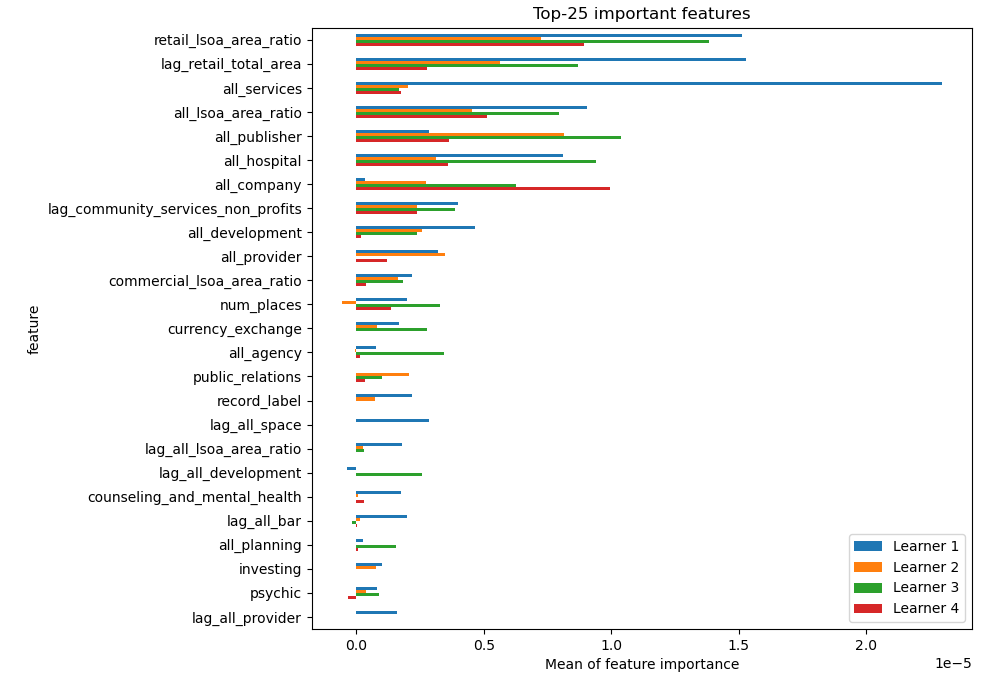 Top-25 important features
feature
retail_lsoa_area_ratio
lag_retail_total_area
all_services
all_lsoa_area_ratio
all_publisher
all_hospital
all_company
lag_community_services_non_profits
all_development
all_provider
commercial_lsoa_area_ratio
num_places
currency_exchange
all_agency
public_relations
record_label
lag_all_space
lag_all_lsoa_area_ratio
lag_all_development
counseling_and_mental_health
lag_all_bar
all_planning
investing
psychic
lag_all_provider
Learner 1
Learner 2
Learner 3
Learner 4
0.0 0.5 1.0 1.5 2.0
1e−5
Mean of feature importance